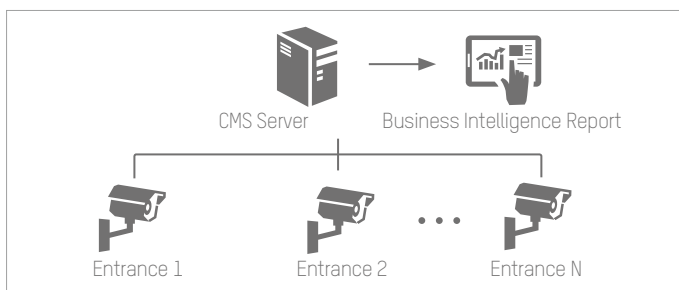 CMS Server
Business Intelligence Report
Entrance 1
Entrance 2
Entrance N